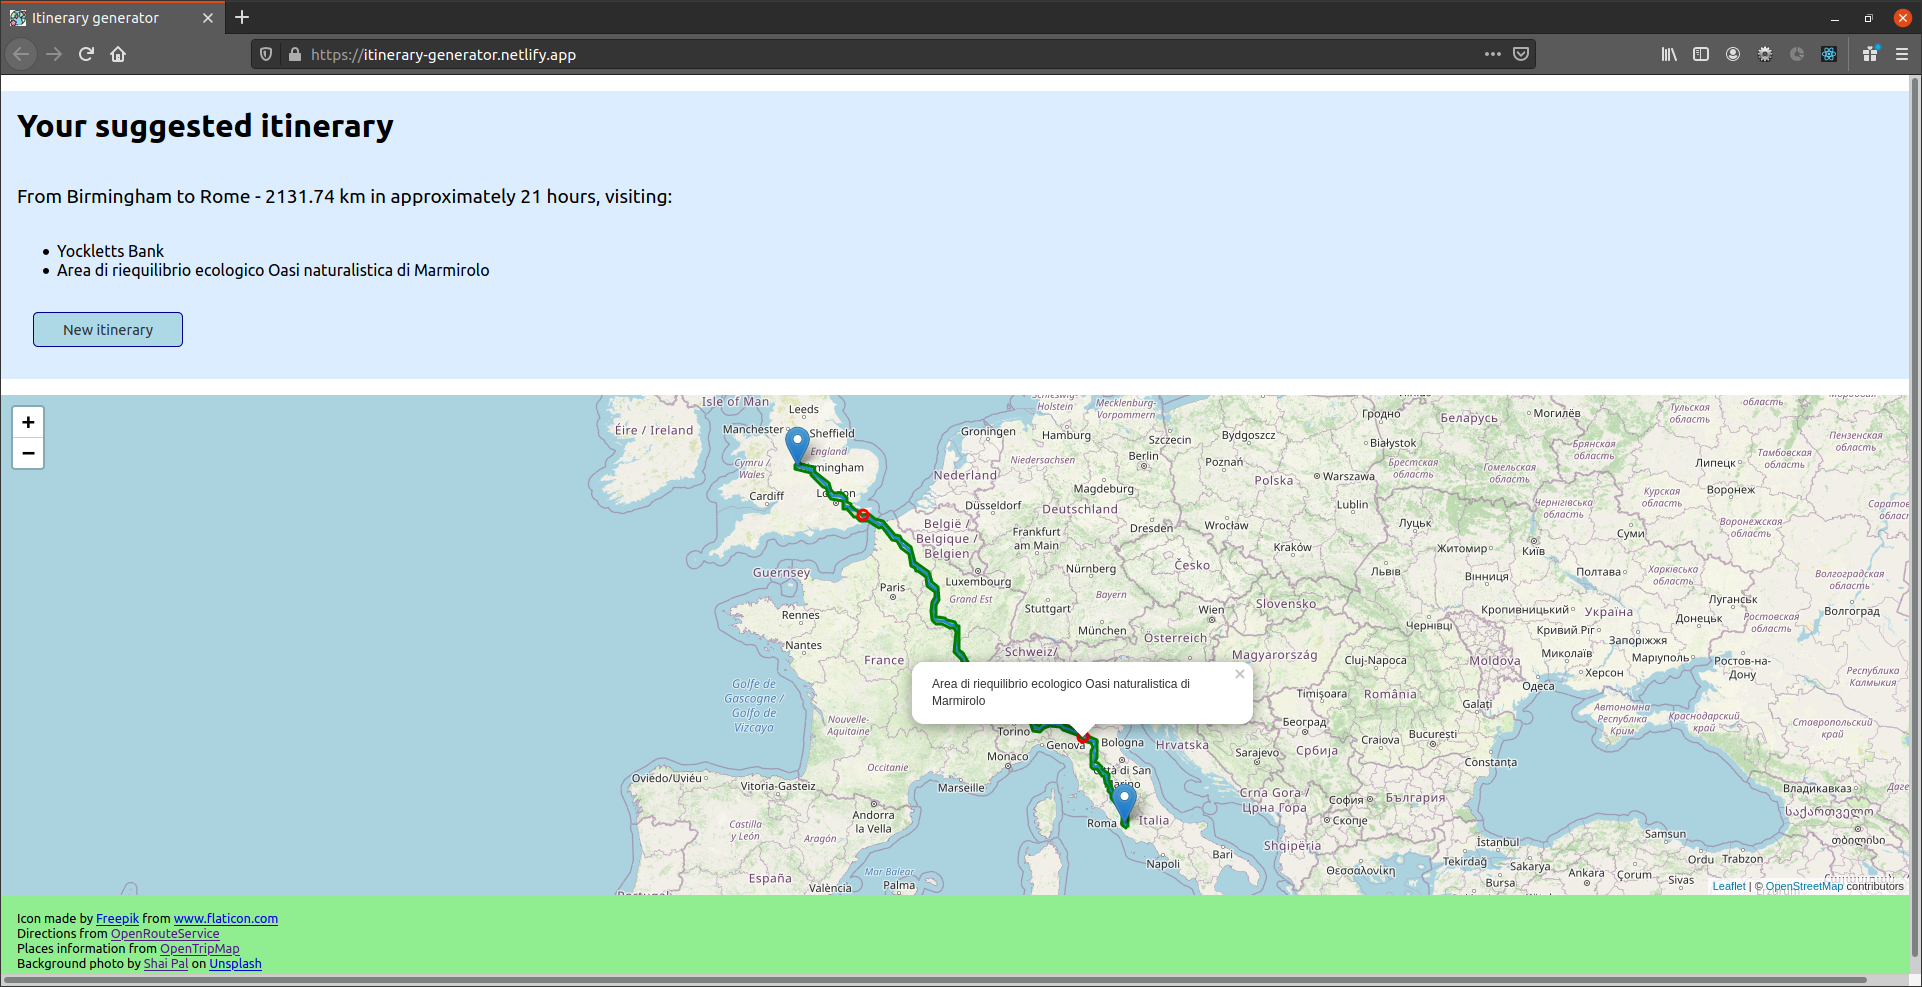 Itinerary generator
https://itinerary-generator.netlify.app
Your suggested itinerary
From Birmingham to Rome - 2131.74 km in approximately 21 hours, visiting:
Yockletts Bank
Area di riequilibrio ecologico Oasi naturalistica di Marmirolo
New itinerary
+
−
Isle of Man
Leeds
Éire / Ireland
Manchester
Sheffield
England
Cymru /
Wales
Cardiff
Guernsey
Groningen
Hamburg
Schleswig-
Holstein
Mecklenburg-
Vorpommern
Szczecin
Bydgoszcz
Białystok
Гродно
Беларусь
Могилёв
Тульская
область
Пензенская
область
Брянская
область
Липецк
Тамбовская
область
Niedersachsen
Berlin
Poznań
Warszawa
Брестская
область
Гомельская
область
Nederland
Magdeburg
Polska
Lublin
Курская
область
Воронеж
Düsseldorf
Deutschland
Чернігівська
область
België /
Belgique /
Belgien
Frankfurt
am Main
Dresden
Wrocław
Луцьк
Суми
Воронежская
область
Kraków
Житомир
Київ
Česko
Nürnberg
Львів
Вінниця
Полтава
Харківська
область
Волгоградская
область
Paris
Luxembourg
Grand Est
Bayern
Stuttgart
Wien
Slovensko
Луганськ
Rennes
Кропивницький
Україна
Донецьк
Ростовская
область
Волгоград
München
Österreich
Чернівці
Кривий Ріг
Запоріжжя
Nantes
France
Schweiz/
Magyarország
Cluj-Napoca
Moldova
Миколаїв
Маріуполь
Ростов-на-
Дону
Херсон
Республика
Калмыкия
Golfe de
Gascogne /
Golfo de
Vizcaya
Area di riequilibrio ecologico Oasi naturalistica di
Marmirolo
×
Timișoara
România
Одеса
Galați
Автономна
Республіка
Крим
Краснодарский
край
Ставропольский
край
Nouvelle-
Aquitaine
Torino
Genova
Bologna
Hrvatska
Београд
Craiova
București
Monaco
Sarajevo
Србија
Constanța
Occitanie
Oviedo/Uviéu
Vitoria-Gasteiz
Marseille
Crna Gora /
Црна Гора
София
България
Владикавказ
Скопје
Andorra
la Vella
Castilla
y León
Aragón
Roma
Italia
Shqipëria
İstanbul
Samsun
Napoli
Bari
Tekirdağ
Sakarya
Ordu
Trabzon
Θεσσαλονίκη
Bursa
Ankara
Çorum
Sivas
España
Mar Balear
València
Palma
Leaflet | © OpenStreetMap contributors
Icon made by Freepik from www.flaticon.com
Directions from OpenRouteService
Places information from OpenTripMap
Background photo by Shai Pal on Unsplash